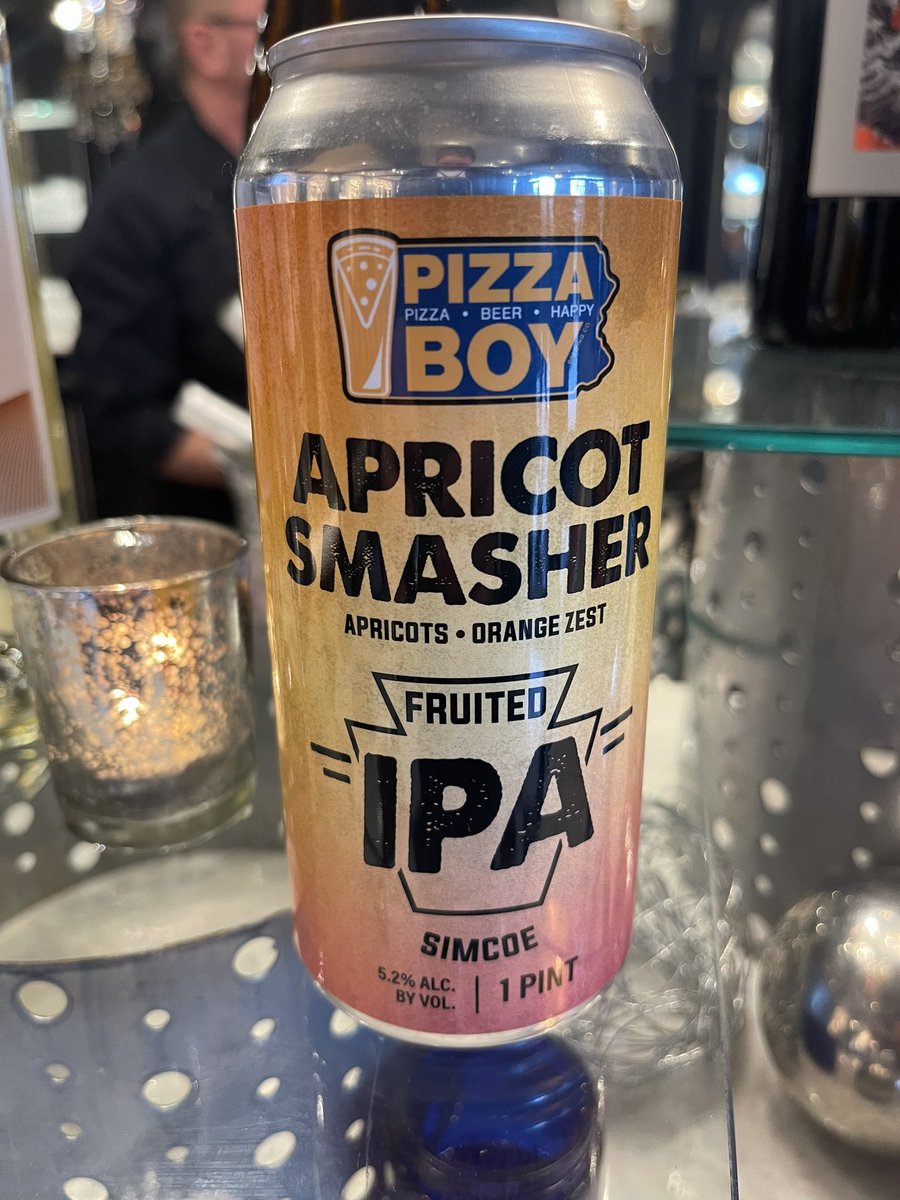 PIZZA
PIZZA • BEER • HAPPY
BOY
APRICOT
SMASHER
APRICOTS • ORANGE ZEST
FRUITED
IPA
SIMCOE
5.2% ALC.
BY VOL.
1 PINT